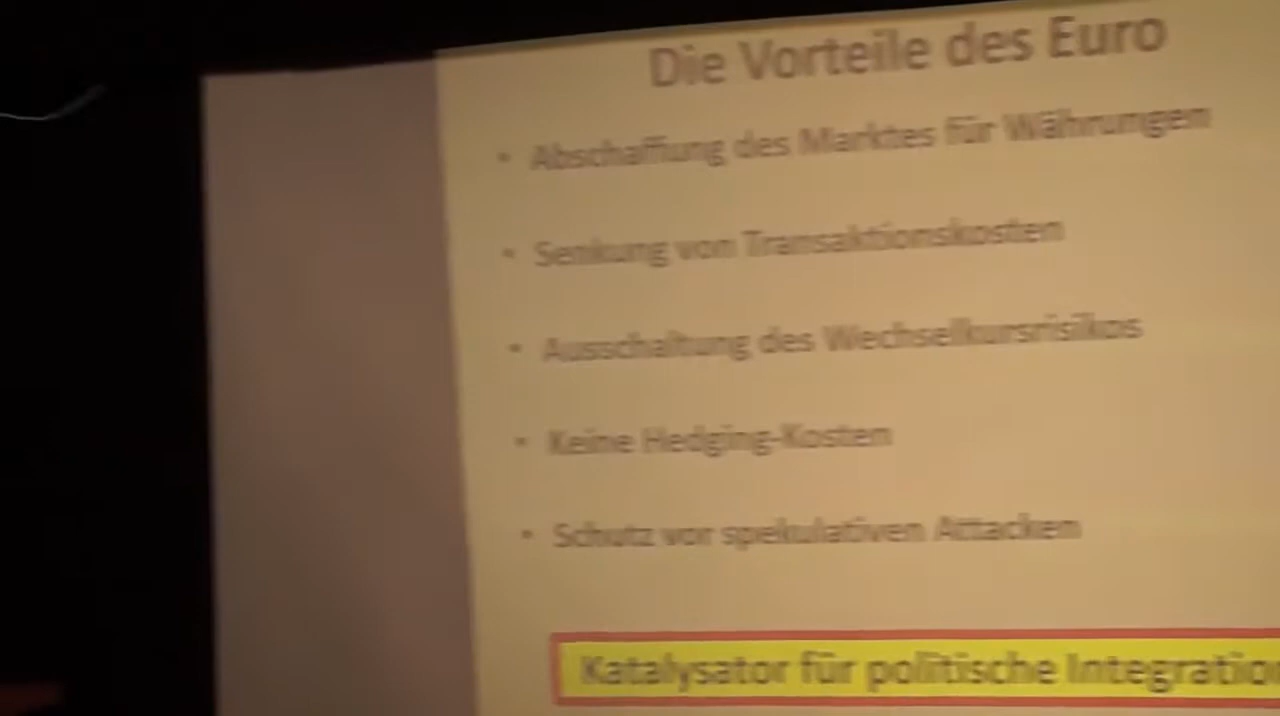 Die Vorteile des Euro
• Abschaffung des Marktes für Währungen
• Senkung von Transaktionskosten
• Ausschaltung des Wechselkursrisikos
• Keine Hedging-Kosten
• Schutz vor spekulativen Attacken
Katalysator für politische Integration